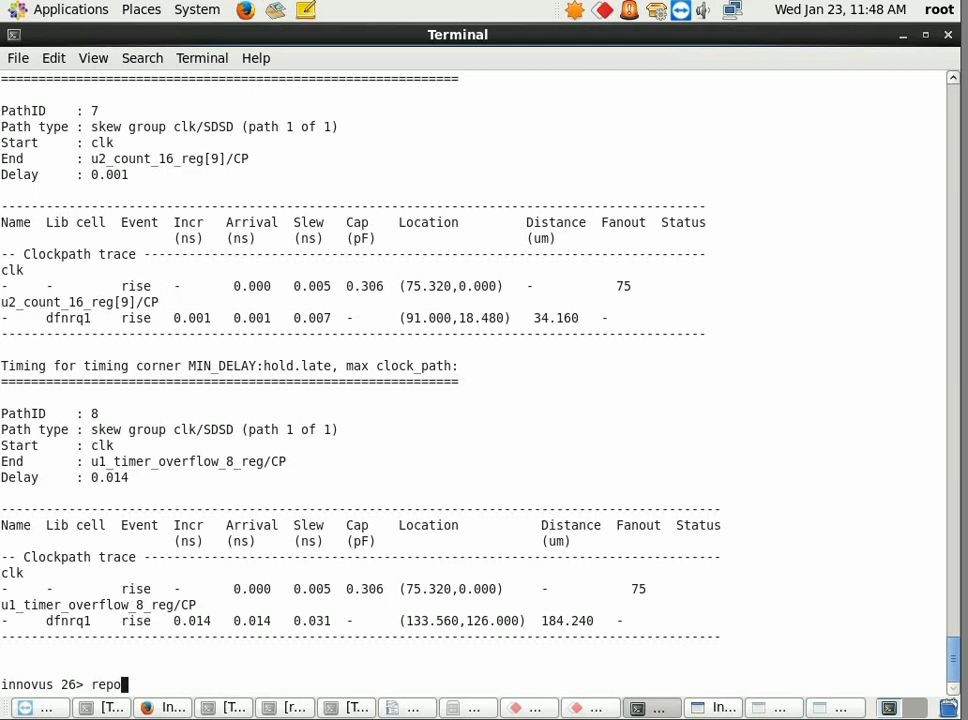 Applications Places System Wed Jan 23, 11:48 AM root
Terminal
File Edit View Search Terminal Help
=============================================================
PathID : 7
Path type : skew group clk/SDSD (path 1 of 1)
Start : clk
End : u2_count_16_reg[9]/CP
Delay : 0.001
----------------------------------------------------------------------------------------------
Name Lib cell Event Incr Arrival Slew Cap Location Distance Fanout Status
(ns) (ns) (ns) (pF) (um)
-- Clockpath trace ---------------------------------------------------------------------------
clk
- - rise - 0.000 0.005 0.306 (75.320,0.000) - 75
u2_count_16_reg[9]/CP
- dfnrq1 rise 0.001 0.001 0.007 - (91.000,18.480) 34.160 -
----------------------------------------------------------------------------------------------
Timing for timing corner MIN_DELAY:hold.late, max clock_path:
=============================================================
PathID : 8
Path type : skew group clk/SDSD (path 1 of 1)
Start : clk
End : u1_timer_overflow_8_reg/CP
Delay : 0.014
------------------------------------------------------------------------------------------------
Name Lib cell Event Incr Arrival Slew Cap Location Distance Fanout Status
(ns) (ns) (ns) (pF) (um)
-- Clockpath trace -----------------------------------------------------------------------------
clk
- - rise - 0.000 0.005 0.306 (75.320,0.000) - 75
u1_timer_overflow_8_reg/CP
- dfnrq1 rise 0.014 0.014 0.031 - (133.560,126.000) 184.240 -
------------------------------------------------------------------------------------------------
innovus 26> repo
... [T... In... [T... [r... [T... ... ... ... ... ... In... ... ...